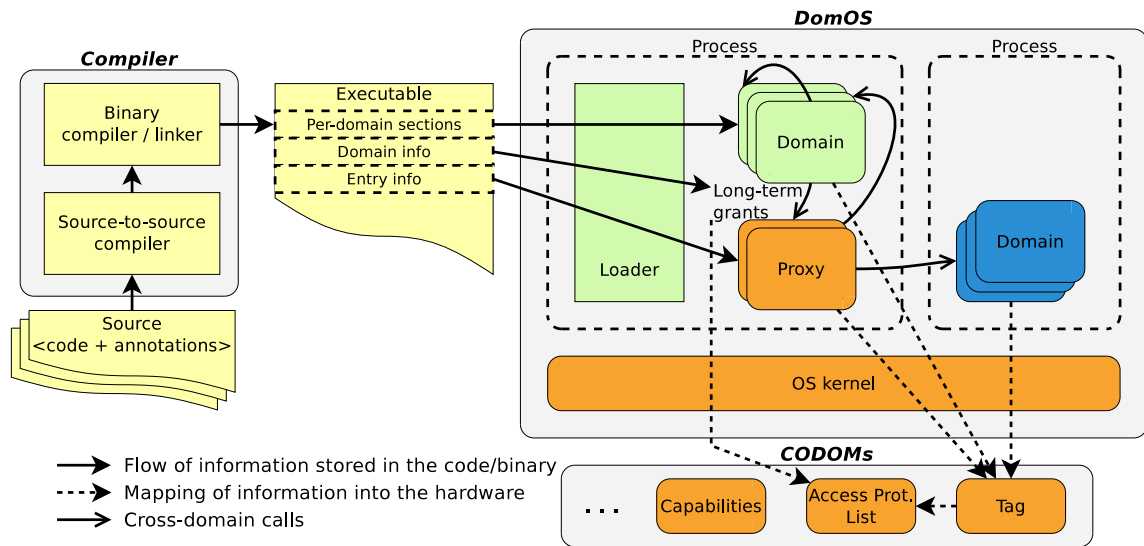 DomOS
Compiler
Process
Process
Binary
compiler / linker
Executable
Per-domain sections
Domain info
Entry info
Domain
Long-term
grants
Source-to-source
compiler
Loader
Proxy
Domain
Source
<code + annotations>
OS kernel
CODOMs
Flow of information stored in the code/binary
Mapping of information into the hardware
Cross-domain calls
...
Capabilities
Access Prot.
List
Tag